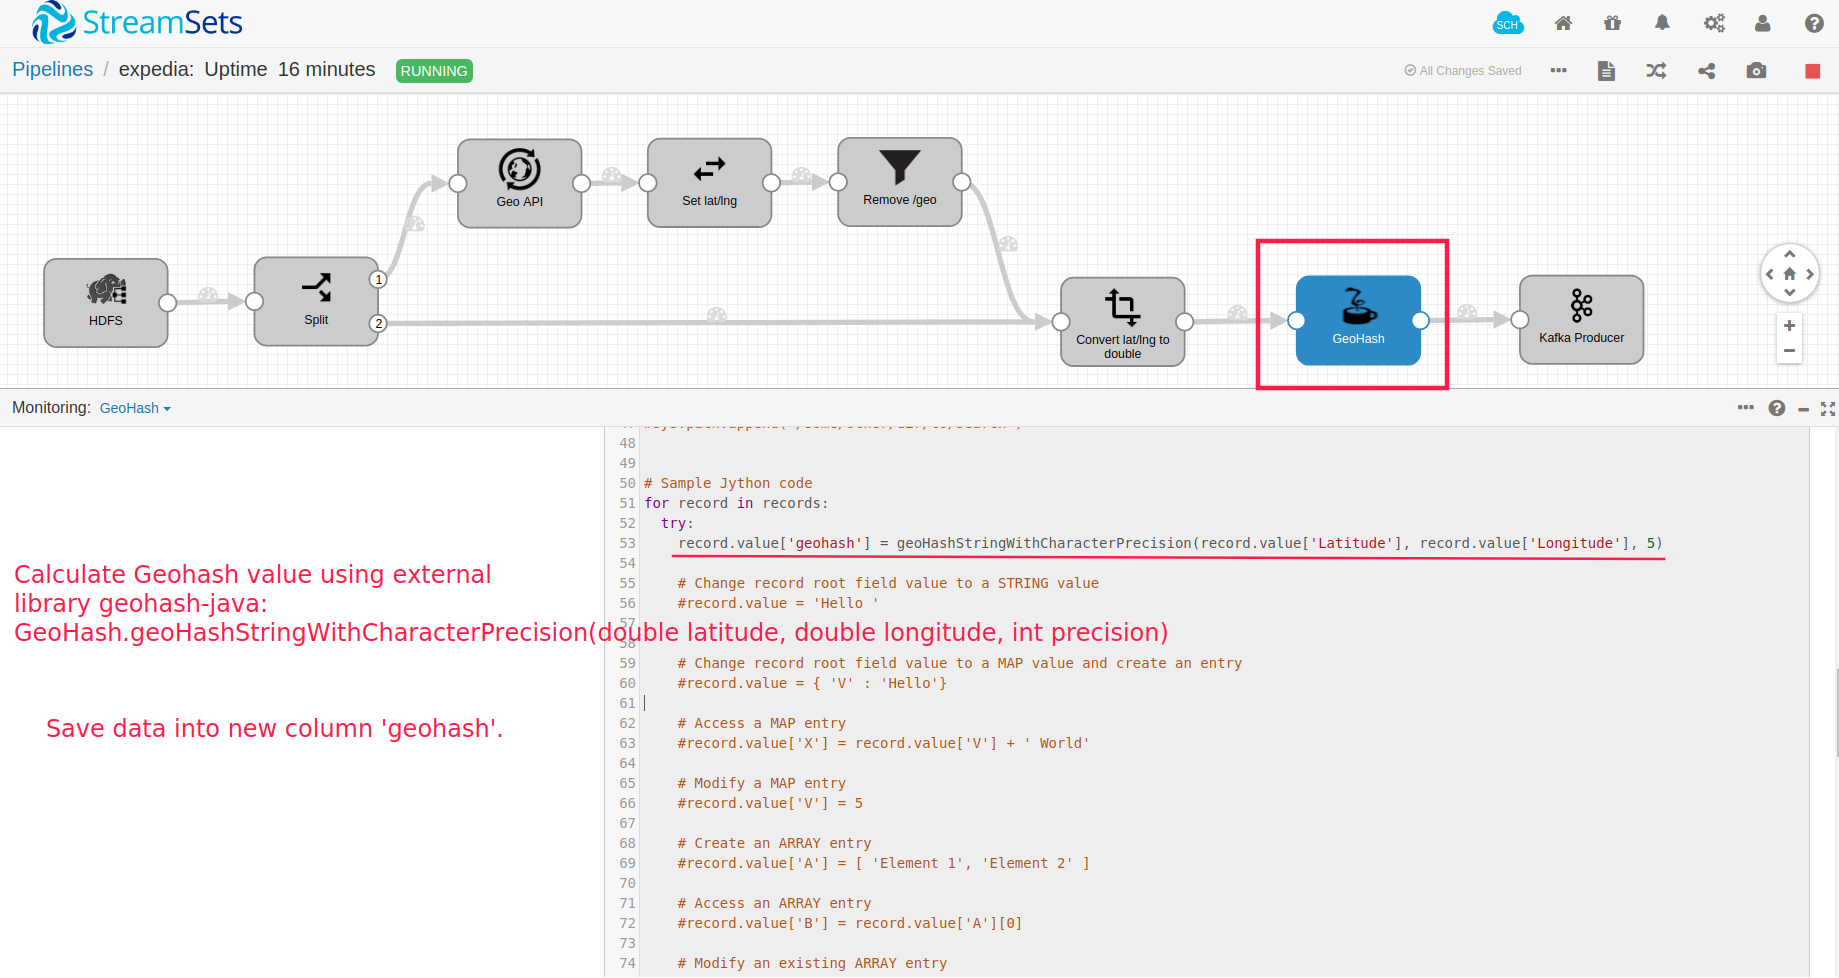 StreamSets
SCH
Pipelines / expedia: Uptime 16 minutes RUNNING
All Changes Saved
Geo API
Set lat/lng
Remove /geo
HDFS
Split
1
2
Convert lat/lng to
double
GeoHash
Kafka Producer
Monitoring: GeoHash
48
49
50 # Sample Jython code
51 for record in records:
52 try:
53 record.value['geohash'] = geoHashStringWithCharacterPrecision(record.value['Latitude'], record.value['Longitude'], 5)
54
55 # Change record root field value to a STRING value
56 #record.value = 'Hello '
57
58
59 # Change record root field value to a MAP value and create an entry
60 #record.value = { 'V' : 'Hello'}
61
62 # Access a MAP entry
63 #record.value['X'] = record.value['V'] + ' World'
64
65 # Modify a MAP entry
66 #record.value['V'] = 5
67
68 # Create an ARRAY entry
69 #record.value['A'] = [ 'Element 1', 'Element 2' ]
70
71 # Access an ARRAY entry
72 #record.value['B'] = record.value['A'][0]
73
74 # Modify an existing ARRAY entry
Calculate Geohash value using external
library geohash-java:
GeoHash.geoHashStringWithCharacterPrecision(double latitude, double longitude, int precision)
Save data into new column 'geohash'.